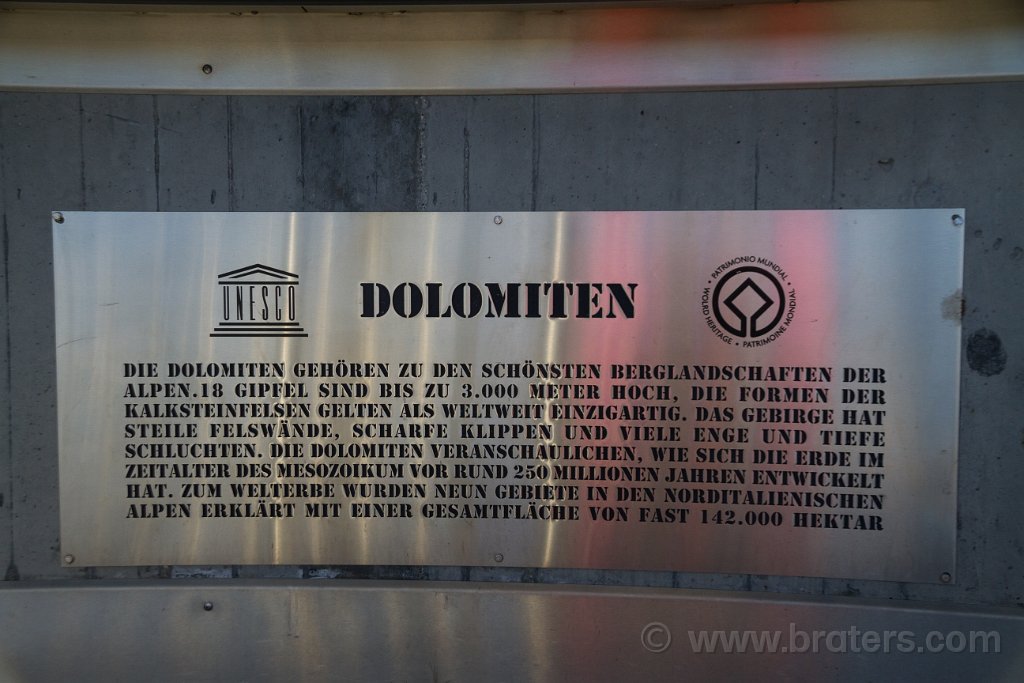 UNESCO
DOLOMITEN
PATRIMONIO MUNDIAL • WOLRD HERITAGE • PATRIMOINE MONDIAL •
DIE DOLOMITEN GEHÖREN ZU DEN SCHÖNSTEN BERGLANDSCHAFTEN DER
ALPEN.18 GIPFEL SIND BIS ZU 3.000 METER HOCH, DIE FORMEN DER
KALKSTEINFELSEN GELTEN ALS WELTWEIT EINZIGARTIG. DAS GEBIRGE HAT
STEILE FELSWÄNDE, SCHARFE KLIPPEN UND VIELE ENGE UND TIEFE
SCHLUCHTEN. DIE DOLOMITEN VERANSCHAULICHEN, WIE SICH DIE ERDE IM
ZEITALTER DES MESOZOIKUM VOR RUND 250 MILLIONEN JAHREN ENTWICKELT
HAT. ZUM WELTERBE WURDEN NEUN GEBIETE IN DEN NORDITALIENISCHEN
ALPEN ERKLÄRT MIT EINER GESAMTFLÄCHE VON FAST 142.000 HEKTAR
© www.braters.com